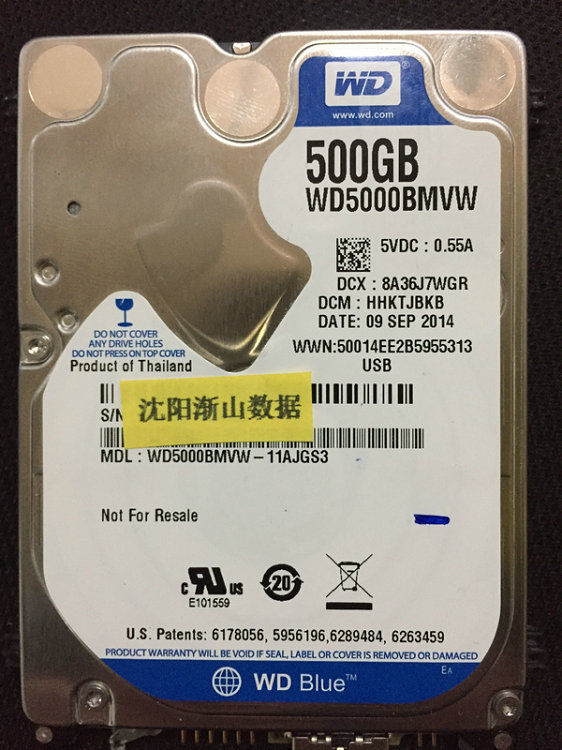 WD
www.wd.com
500GB
WD5000BMVW
5VDC : 0.55A
DCX : 8A36J7WGR
DCM : HHKTJBKB
DATE: 09 SEP 2014
WWN:50014EE2B5955313
USB
DO NOT COVER
ANY DRIVE HOLES
DO NOT PRESS ON TOP COVER
Product of Thailand
S/N
沈阳渐山数据
MDL : WD5000BMVW – 11AJGS3
Not For Resale
c RU US
E101559
20
U.S. Patents: 6178056, 5956196,6289484, 6263459
PRODUCT WARRANTY WILL BE VOID IF SEAL, LABEL OR COVER IS REMOVED OR DAMAGED
EA
WD Blue™